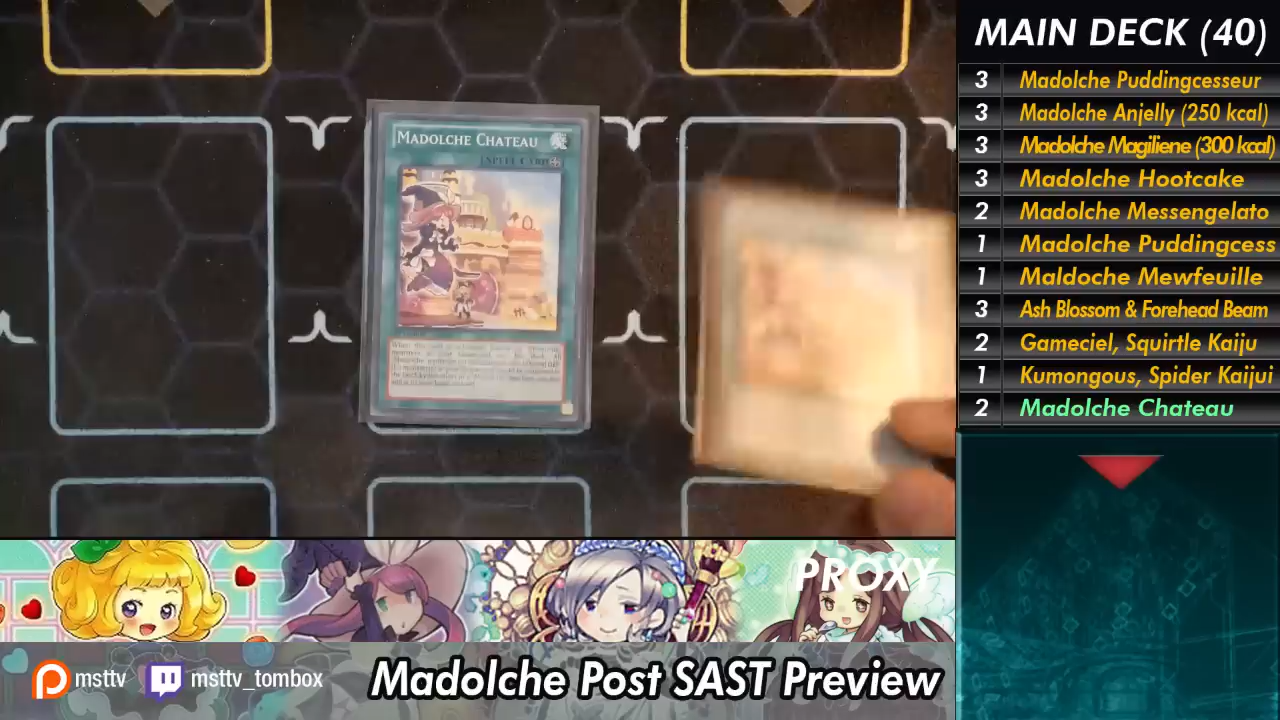 MADOLCHE CHATEAU
[SPELL CARD
MAIN DECK (40)
3 Madolche Puddingcesseur
3 Madolche Anjelly (250 kcal)
3 Madolche Magiliene (300 kcal)
3 Madolche Hootcake
2 Madolche Messengelato
1 Madolche Puddingcess
1 Maldoche Mewfeuille
3 Ash Blossom & Forehead Beam
2 Gameciel, Squirtle Kaiju
1 Kumongous, Spider Kaijui
2 Madolche Chateau
PROXY
msttv msttv_tombox
Madolche Post SAST Preview